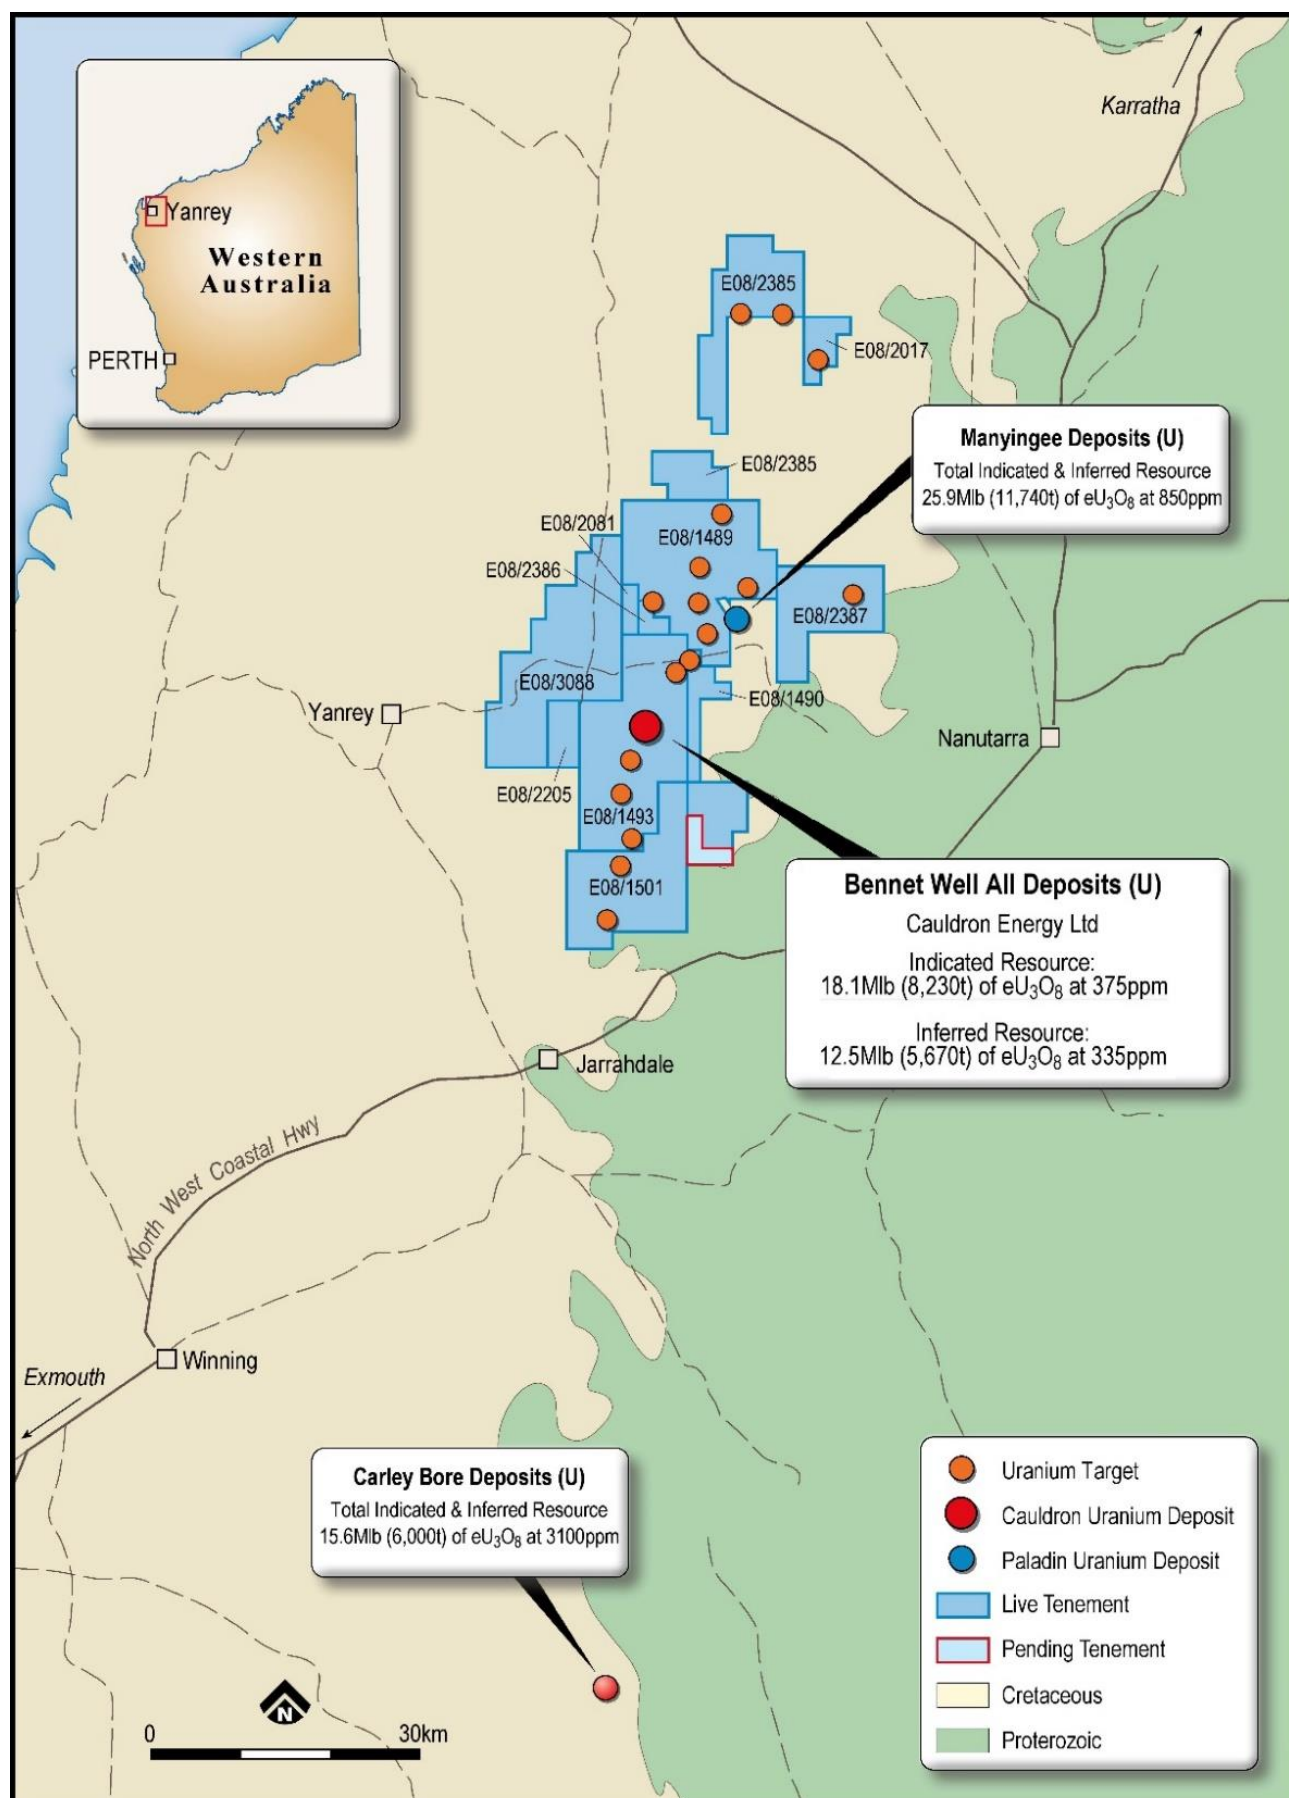 Karratha
Yanrey
Western
Australia
PERTH
E08/2385
E08/2017
Manyingee Deposits (U)
Total Indicated & Inferred Resource
25.9Mlb (11,740t) of eU₃O₈ at 850ppm
E08/2385
E08/2081
E08/1489
E08/2386
E08/2387
E08/3088
E08/1490
Yanrey
Nanutarra
E08/2205
E08/1493
E08/1501
Bennet Well All Deposits (U)
Cauldron Energy Ltd
Indicated Resource:
18.1Mlb (8,230t) of eU₃O₈ at 375ppm
Inferred Resource:
12.5Mlb (5,670t) of eU₃O₈ at 335ppm
Jarrahdale
North West Coastal Hwy
Winning
Exmouth
Carley Bore Deposits (U)
Total Indicated & Inferred Resource
15.6Mlb (6,000t) of eU₃O₈ at 3100ppm
Uranium Target
Cauldron Uranium Deposit
Paladin Uranium Deposit
Live Tenement
Pending Tenement
Cretaceous
Proterozoic
N
0 30km